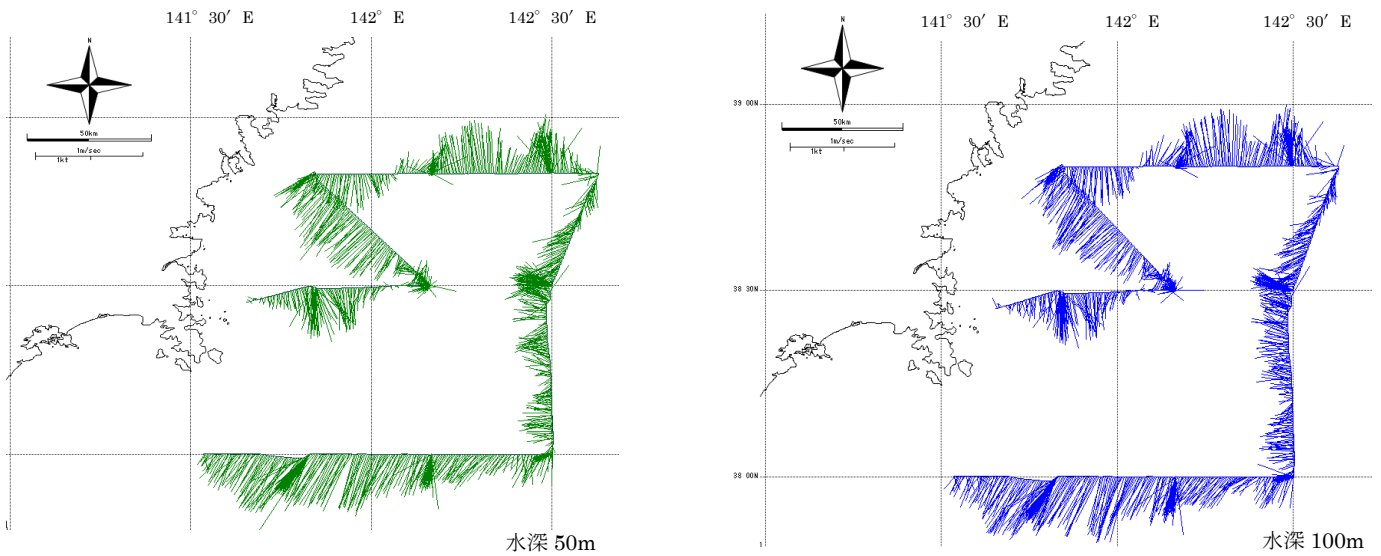 141° 30′ E 142° E 142° 30′ E
N
50km
1m/sec
1kt
水深 50m
141° 30′ E 142° E 142° 30′ E
N
39 00N
50km
1m/sec
1kt
38 30N
38 00N
水深 100m